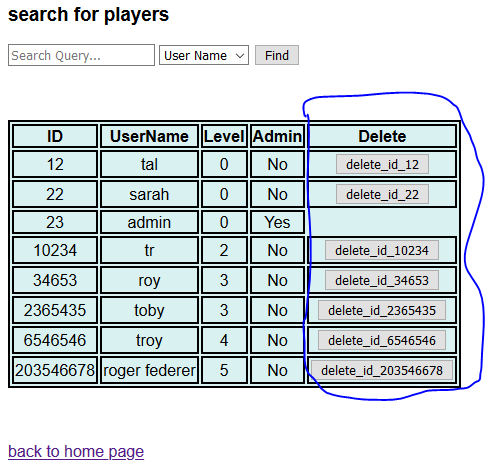 search for players
Search Query... User Name Find
ID UserName Level Admin Delete
12 tal 0 No delete_id_12
22 sarah 0 No delete_id_22
23 admin 0 Yes
10234 tr 2 No delete_id_10234
34653 roy 3 No delete_id_34653
2365435 toby 3 No delete_id_2365435
6546546 troy 4 No delete_id_6546546
203546678 roger federer 5 No delete_id_203546678
back to home page